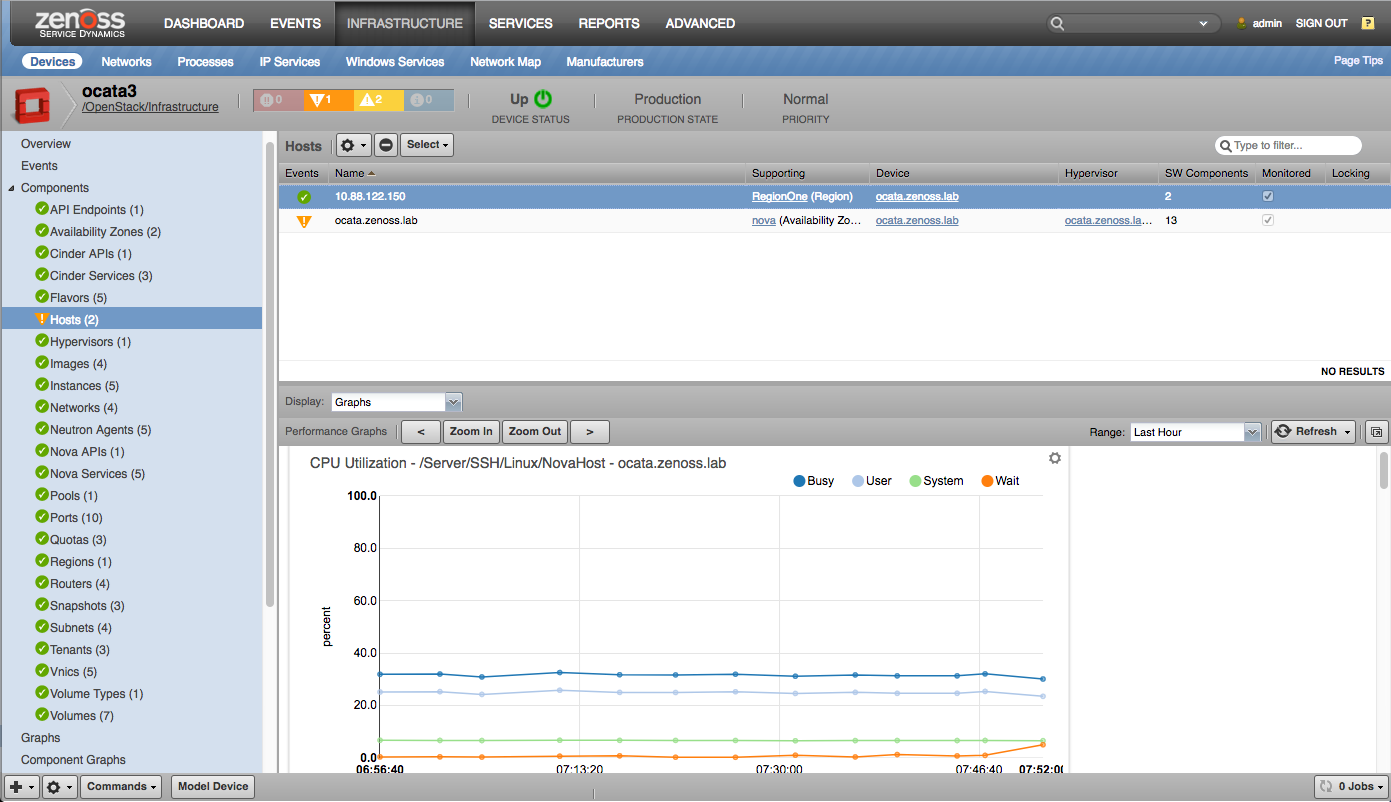 zenoss
SERVICE DYNAMICS
DASHBOARD EVENTS INFRASTRUCTURE SERVICES REPORTS ADVANCED
admin SIGN OUT ?
Devices Networks Processes IP Services Windows Services Network Map Manufacturers Page Tips
ocata3
/OpenStack/Infrastructure
0 1 2 0
Up Production Normal
DEVICE STATUS PRODUCTION STATE PRIORITY
Overview
Events
Components
API Endpoints (1)
Availability Zones (2)
Cinder APIs (1)
Cinder Services (3)
Flavors (5)
Hosts (2)
Hypervisors (1)
Images (4)
Instances (5)
Networks (4)
Neutron Agents (5)
Nova APIs (1)
Nova Services (5)
Pools (1)
Ports (10)
Quotas (3)
Regions (1)
Routers (4)
Snapshots (3)
Subnets (4)
Tenants (3)
Vnics (5)
Volume Types (1)
Volumes (7)
Graphs
Component Graphs
Hosts Select Type to filter...
Events Name Supporting Device Hypervisor SW Components Monitored Locking
10.88.122.150 RegionOne (Region) ocata.zenoss.lab 2
ocata.zenoss.lab nova (Availability Zo... ocata.zenoss.lab ocata.zenoss.la... 13
NO RESULTS
Display: Graphs
Performance Graphs < Zoom In Zoom Out > Range: Last Hour Refresh
CPU Utilization - /Server/SSH/Linux/NovaHost - ocata.zenoss.lab
Busy User System Wait
100.0
80.0
60.0
40.0
20.0
0.0
percent
06:56:40 07:13:20 07:30:00 07:46:40 07:52:00
Commands Model Device 0 Jobs